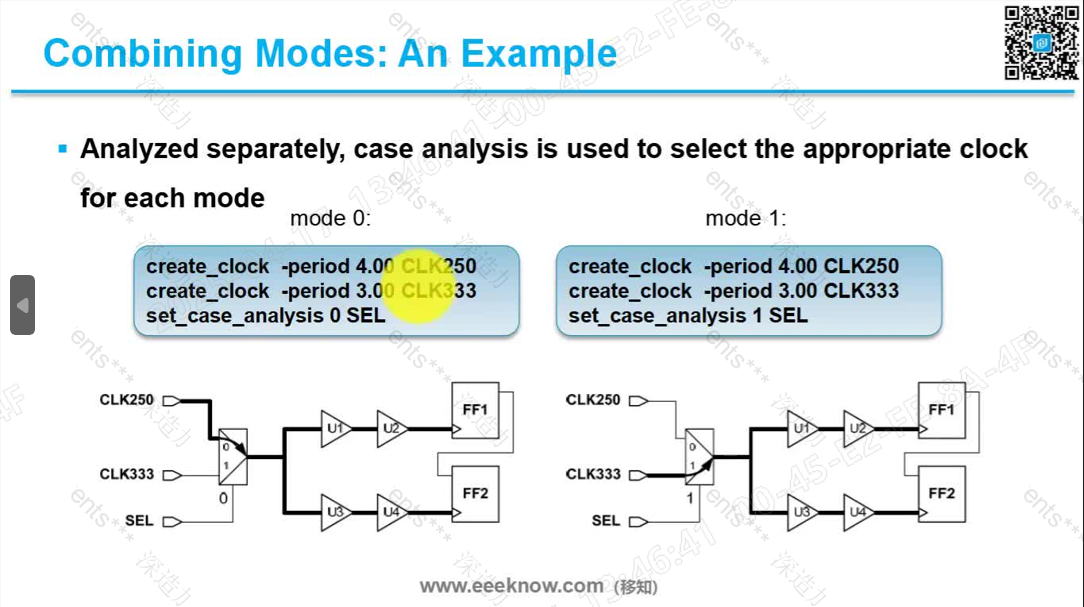 Combining Modes: An Example
Analyzed separately, case analysis is used to select the appropriate clock
for each mode
mode 0:
create_clock -period 4.00 CLK250
create_clock -period 3.00 CLK333
set_case_analysis 0 SEL
mode 1:
create_clock -period 4.00 CLK250
create_clock -period 3.00 CLK333
set_case_analysis 1 SEL
CLK250
CLK333
SEL
0
1
0
U1
U2
U3
U4
FF1
FF2
CLK250
CLK333
SEL
0
1
1
U1
U2
U3
U4
FF1
FF2
www.eeeknow.com (移知)